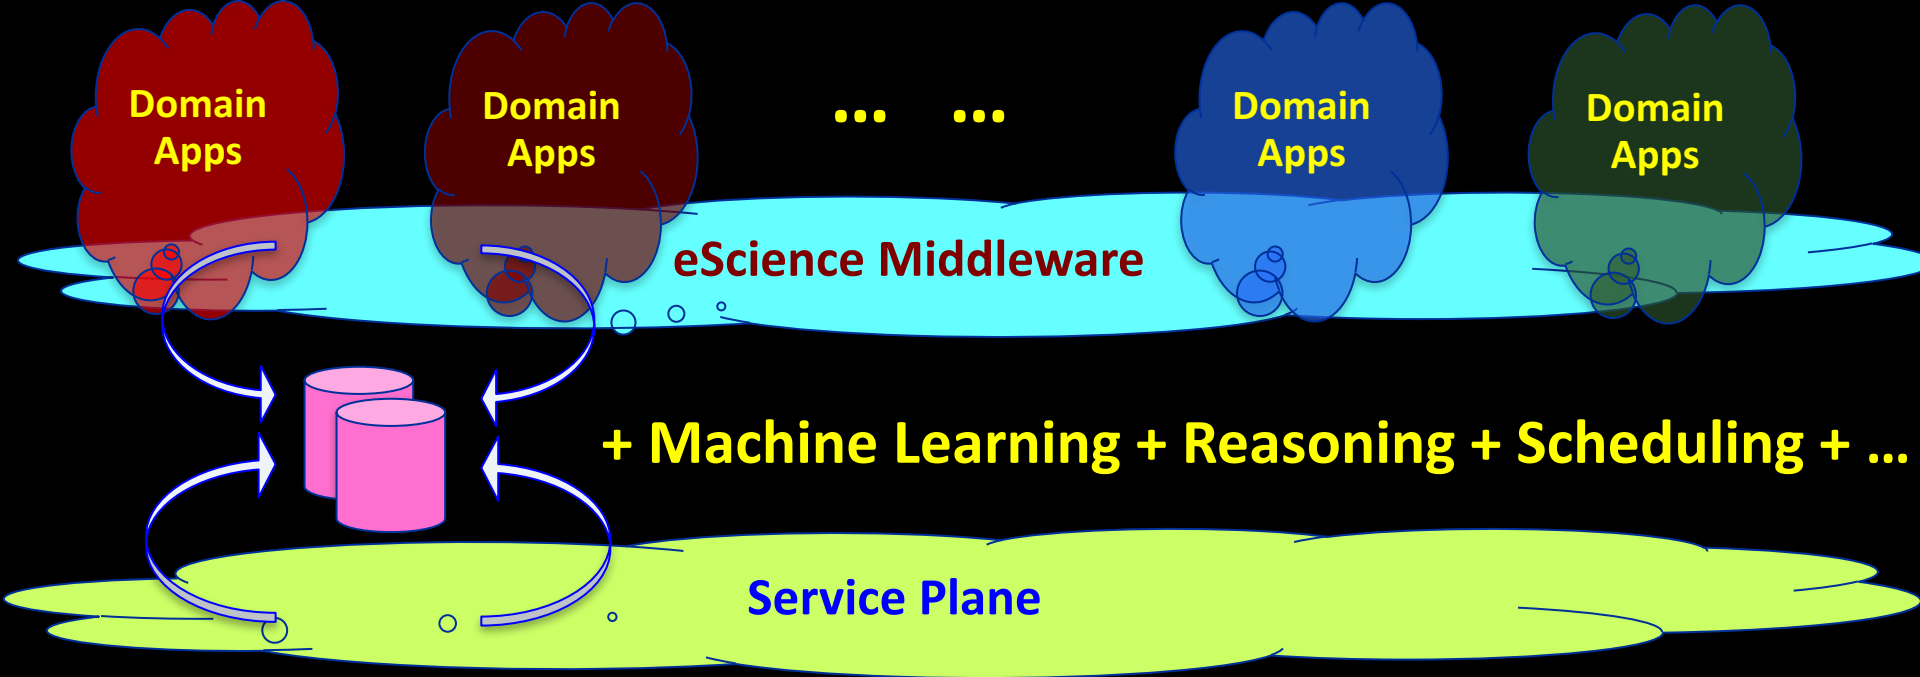 Domain
Apps
Domain
Apps
... ...
Domain
Apps
Domain
Apps
eScience Middleware
+ Machine Learning + Reasoning + Scheduling + ...
Service Plane